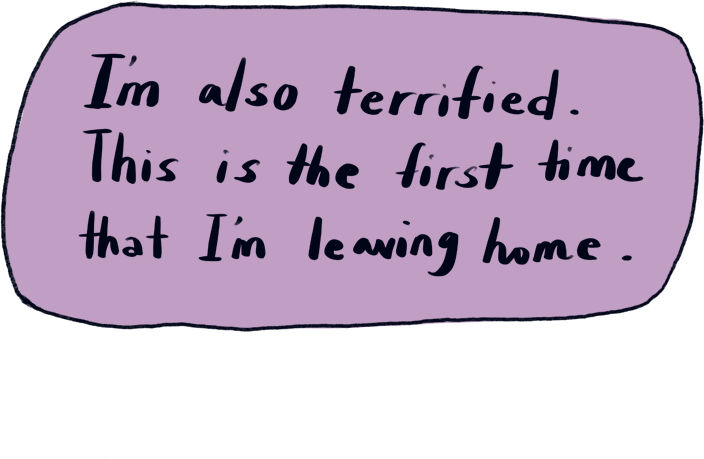 I'm also terrified.
This is the first time
that I'm leaving home.